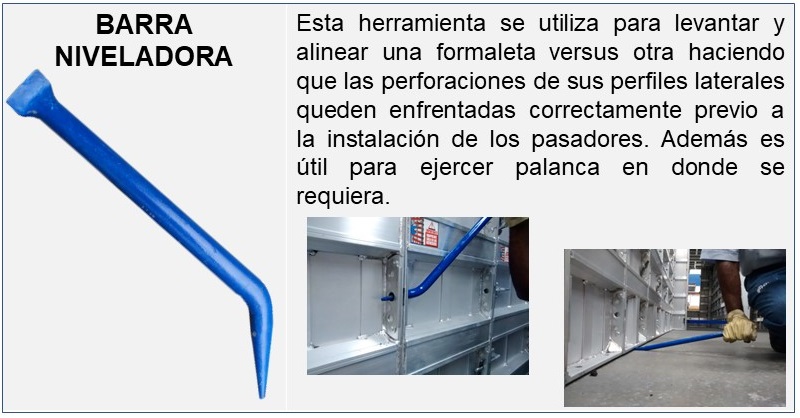 BARRA
NIVELADORA
Esta herramienta se utiliza para levantar y
alinear una formaleta versus otra haciendo
que las perforaciones de sus perfiles laterales
queden enfrentadas correctamente previo a
la instalación de los pasadores. Además es
útil para ejercer palanca en donde se
requiera.